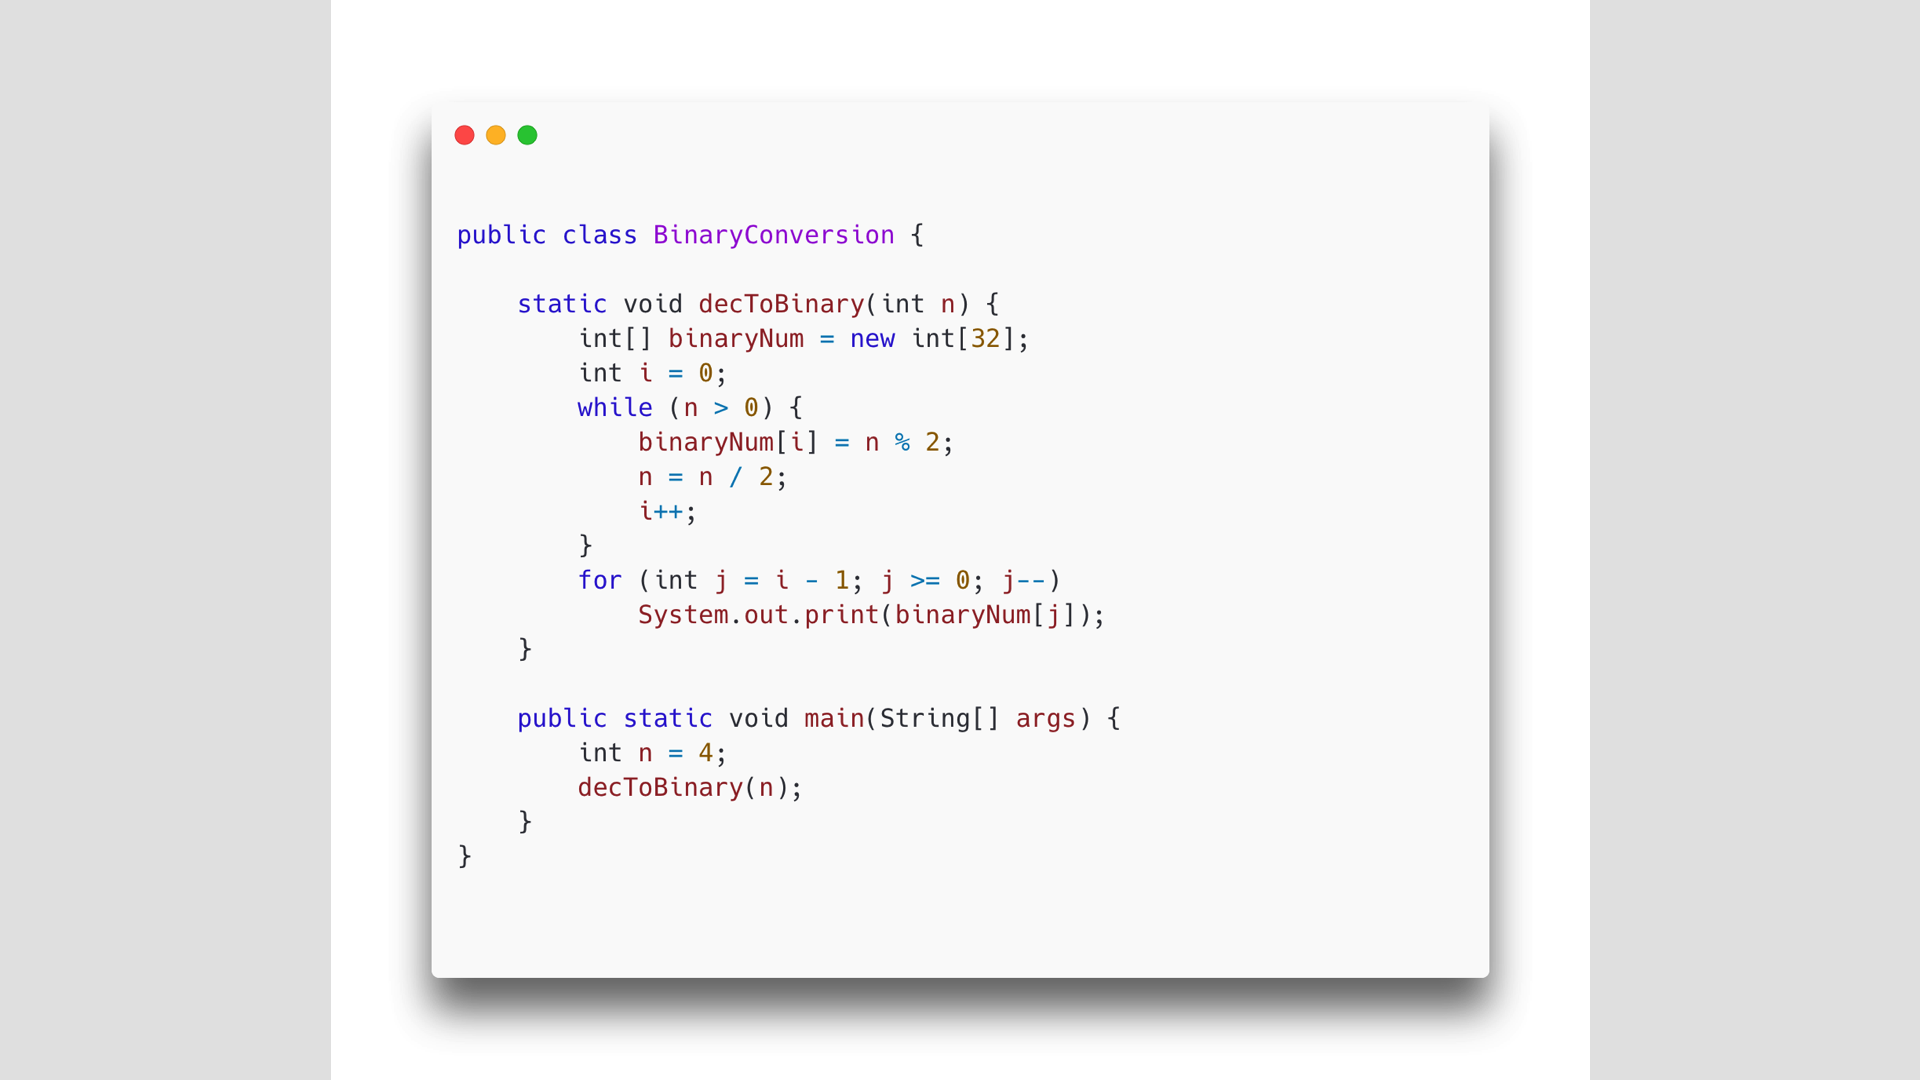 public class BinaryConversion {
static void decToBinary(int n) {
int[] binaryNum = new int[32];
int i = 0;
while (n > 0) {
binaryNum[i] = n % 2;
n = n / 2;
i++;
}
for (int j = i - 1; j >= 0; j--)
System.out.print(binaryNum[j]);
}
public static void main(String[] args) {
int n = 4;
decToBinary(n);
}
}